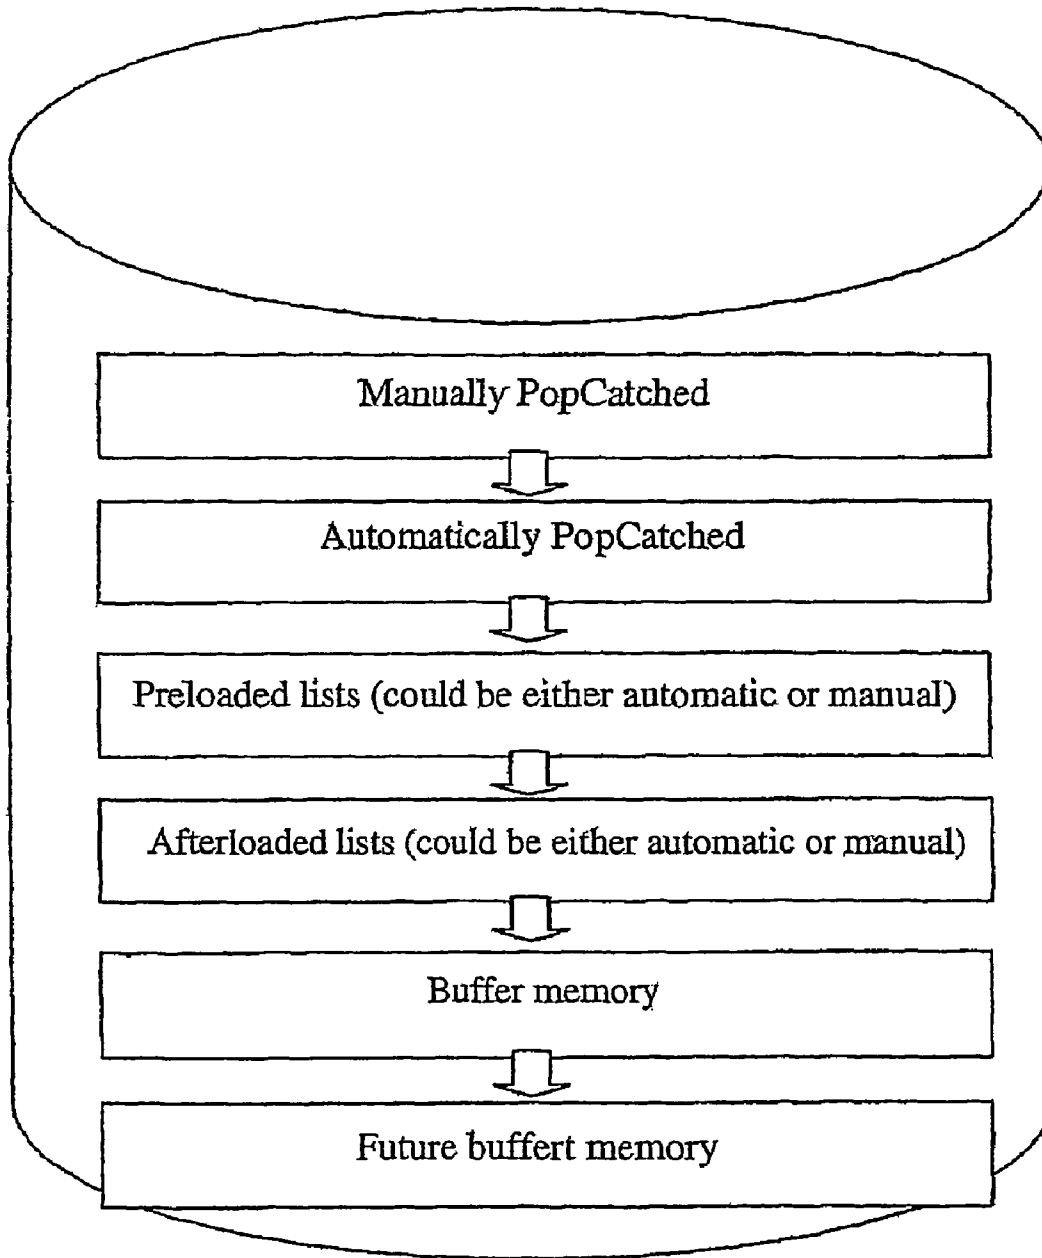 Manually PopCatched
Automatically PopCatched
Preloaded lists (could be either automatic or manual)
Afterloaded lists (could be either automatic or manual)
Buffer memory
Future buffert memory